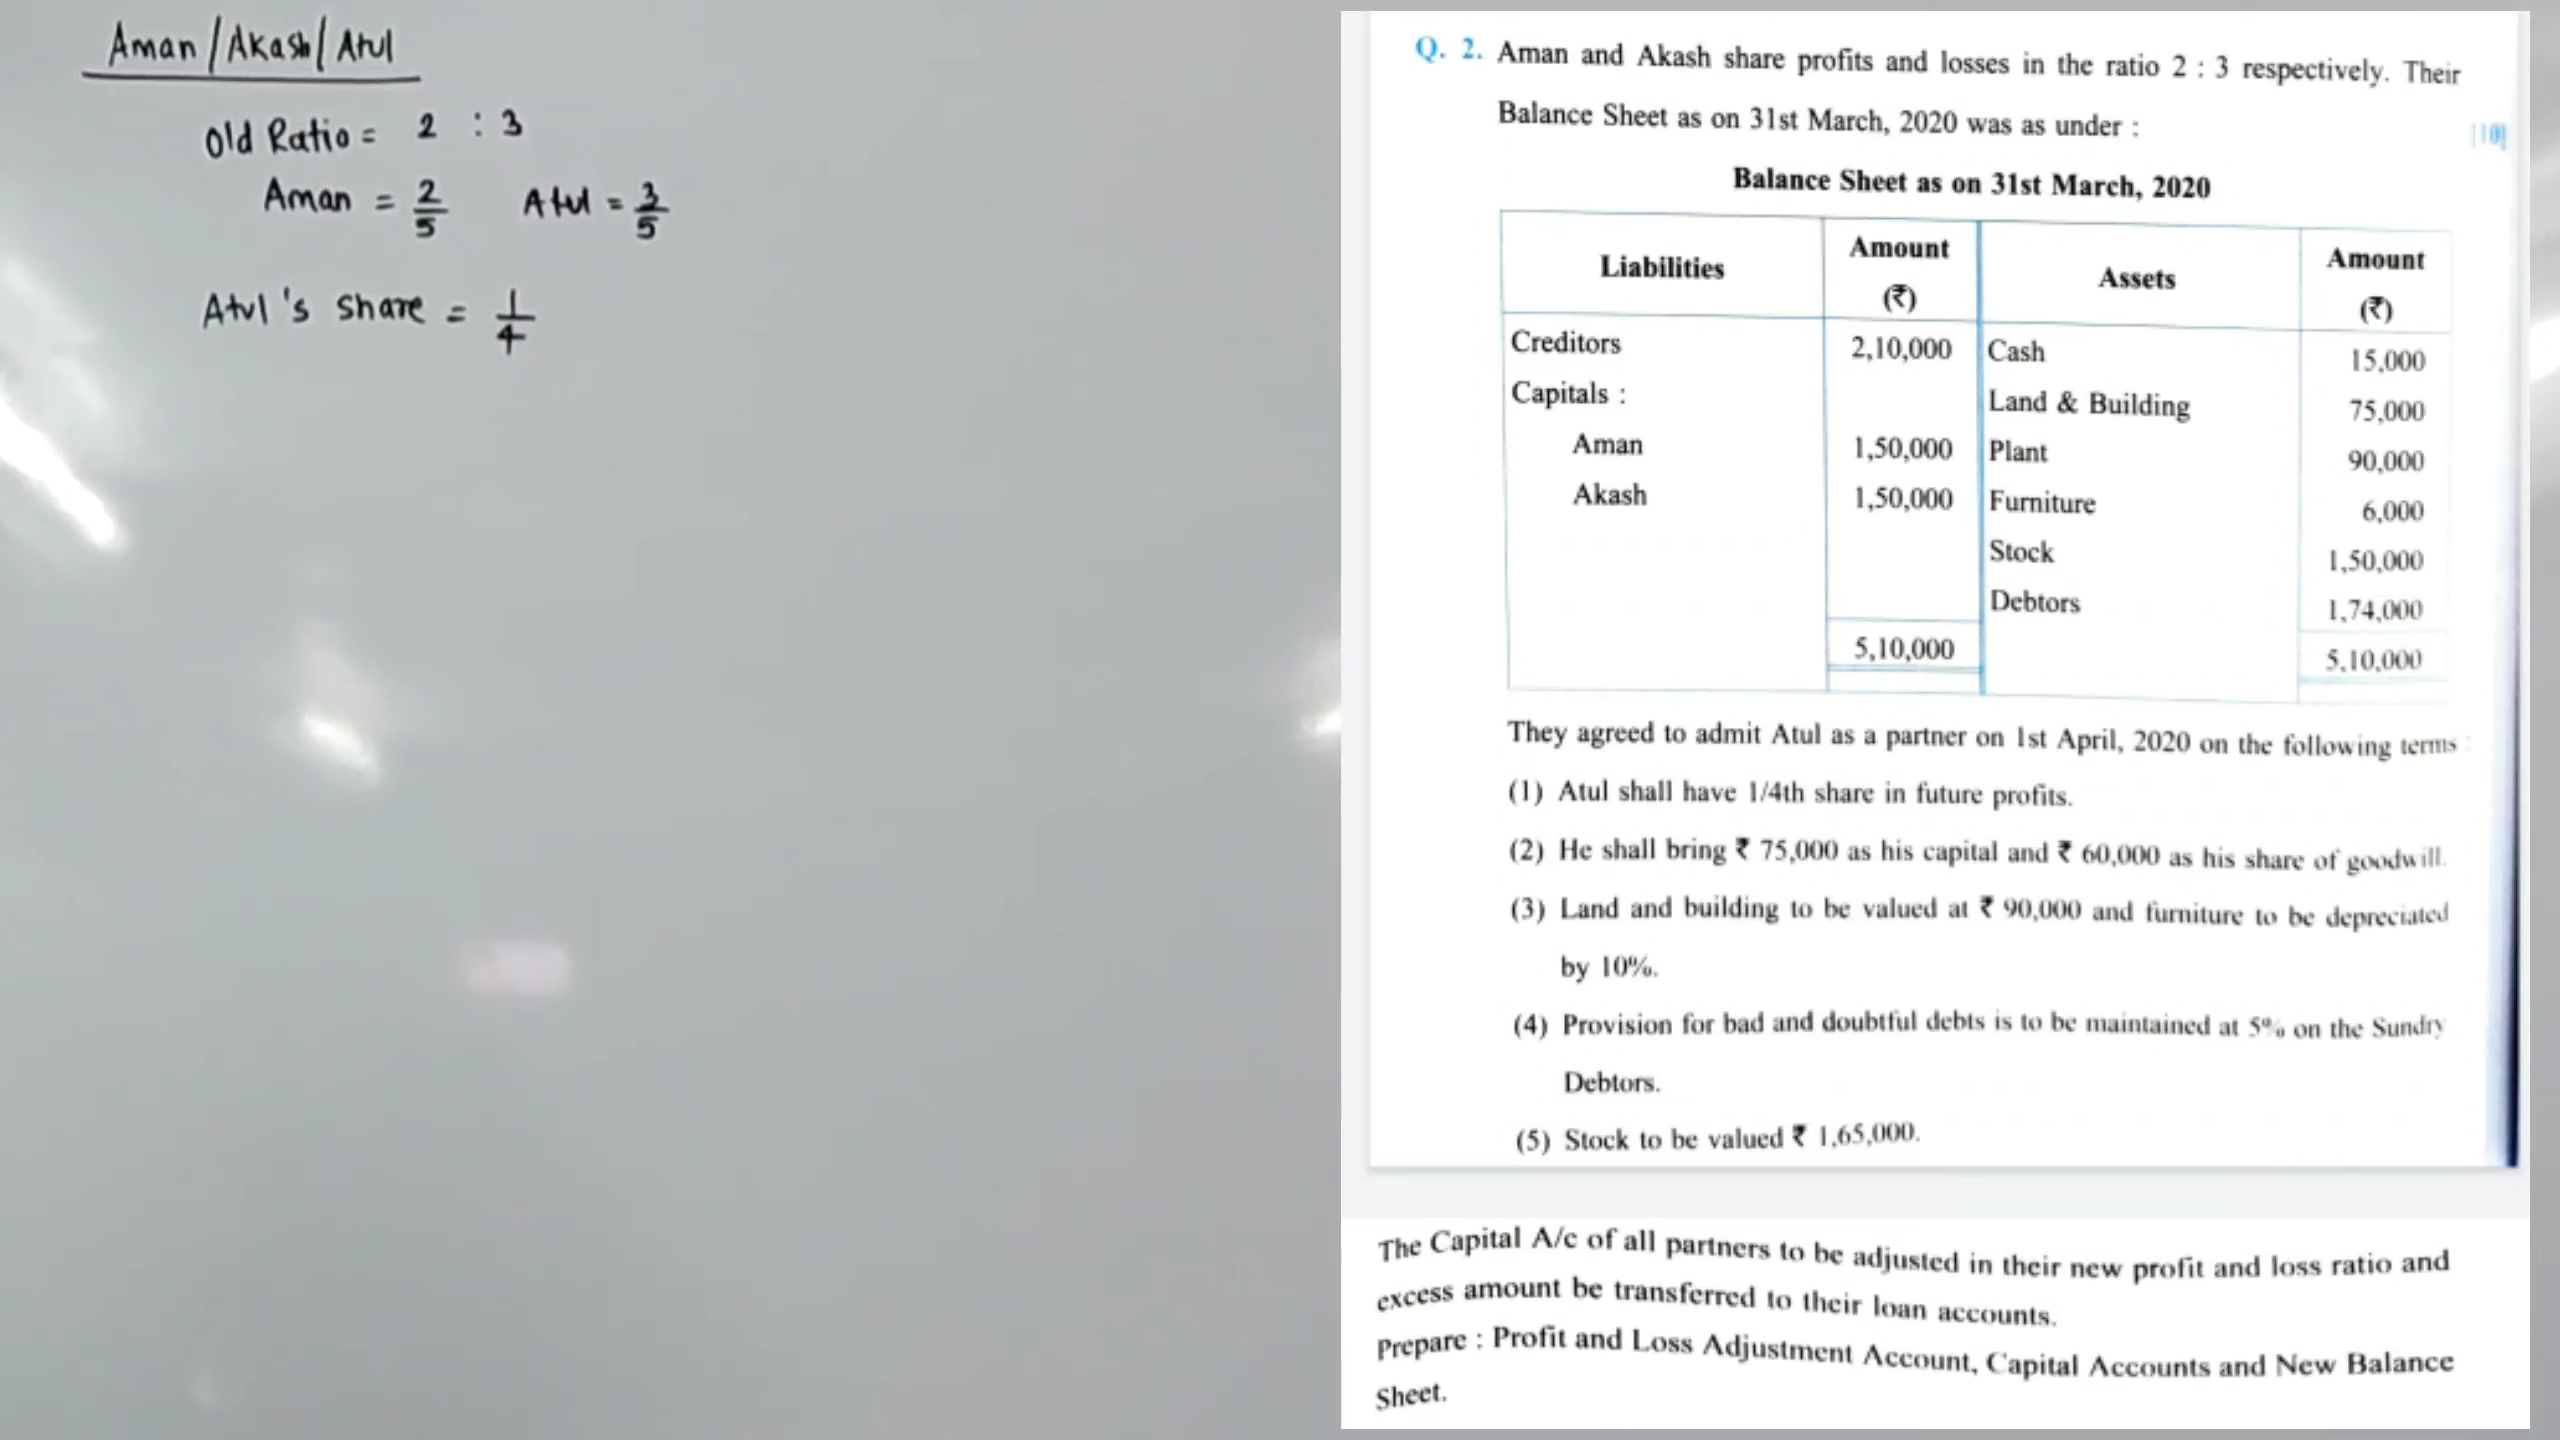 Aman / Akash / Atul
Old Ratio = 2 : 3
Aman = 2/5 Atul = 3/5
Atul's share = 1/4
Q. 2. Aman and Akash share profits and losses in the ratio 2 : 3 respectively. Their
Balance Sheet as on 31st March, 2020 was as under :
[10]
Balance Sheet as on 31st March, 2020
Liabilities Amount (₹) Assets Amount (₹)
Creditors 2,10,000 Cash 15,000
Capitals : Land & Building 75,000
Aman 1,50,000 Plant 90,000
Akash 1,50,000 Furniture 6,000
Stock 1,50,000
Debtors 1,74,000
5,10,000 5,10,000
They agreed to admit Atul as a partner on 1st April, 2020 on the following terms :
(1) Atul shall have 1/4th share in future profits.
(2) He shall bring ₹ 75,000 as his capital and ₹ 60,000 as his share of goodwill.
(3) Land and building to be valued at ₹ 90,000 and furniture to be depreciated
by 10%.
(4) Provision for bad and doubtful debts is to be maintained at 5% on the Sundry
Debtors.
(5) Stock to be valued ₹ 1,65,000.
The Capital A/c of all partners to be adjusted in their new profit and loss ratio and
excess amount be transferred to their loan accounts.
Prepare : Profit and Loss Adjustment Account, Capital Accounts and New Balance
Sheet.